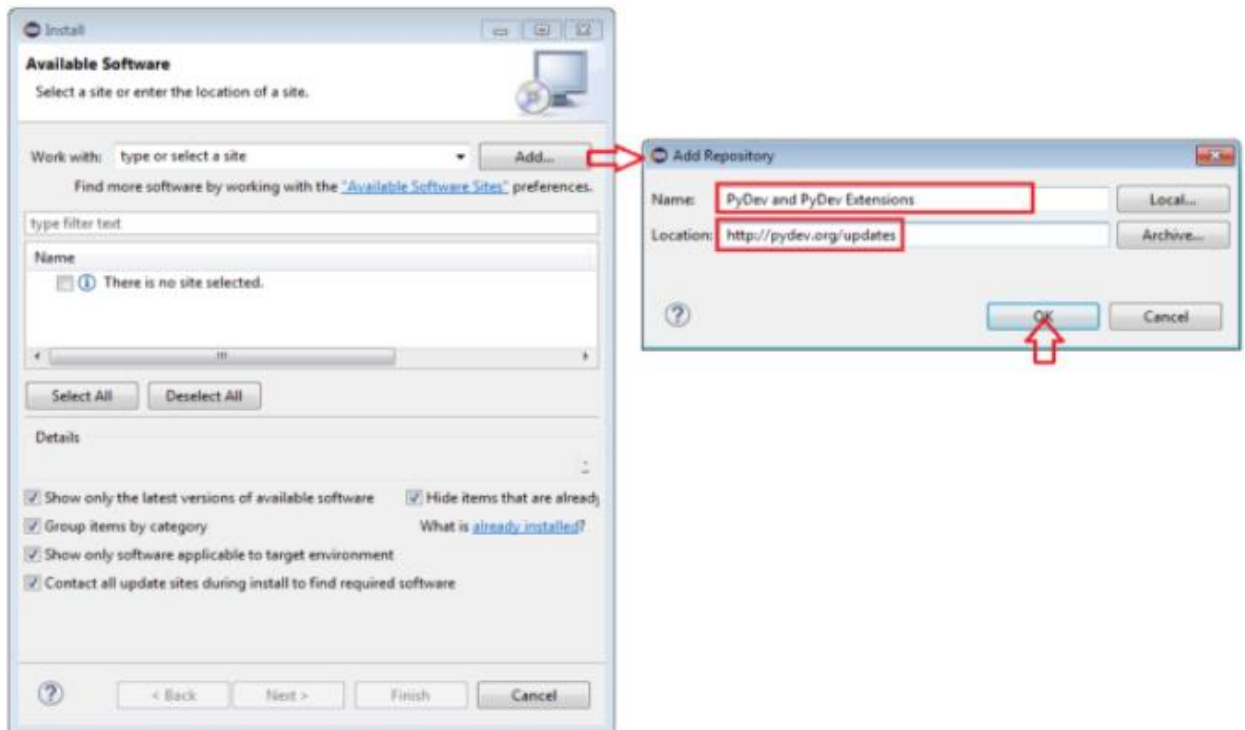 Install
Available Software
Select a site or enter the location of a site.
Work with: type or select a site Add...
Find more software by working with the "Available Software Sites" preferences.
type filter text
Name
There is no site selected.
Select All Deselect All
Details
Show only the latest versions of available software Hide items that are already
Group items by category What is already installed?
Show only software applicable to target environment
Contact all update sites during install to find required software
< Back Next > Finish Cancel
Add Repository
Name: PyDev and PyDev Extensions Local...
Location: http://pydev.org/updates Archive...
OK Cancel